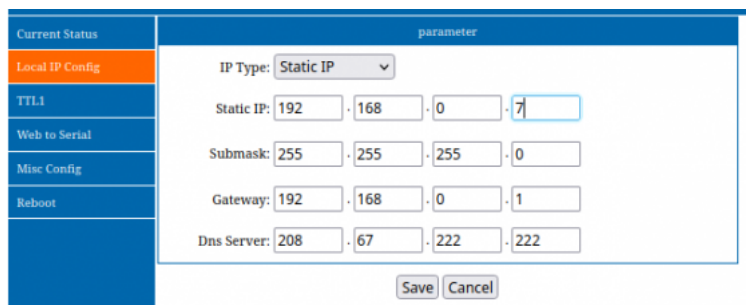 Current Status
Local IP Config
TTL1
Web to Serial
Misc Config
Reboot
parameter
IP Type: Static IP
Static IP: 192 . 168 . 0 . 7
Submask: 255 . 255 . 255 . 0
Gateway: 192 . 168 . 0 . 1
Dns Server: 208 . 67 . 222 . 222
Save Cancel